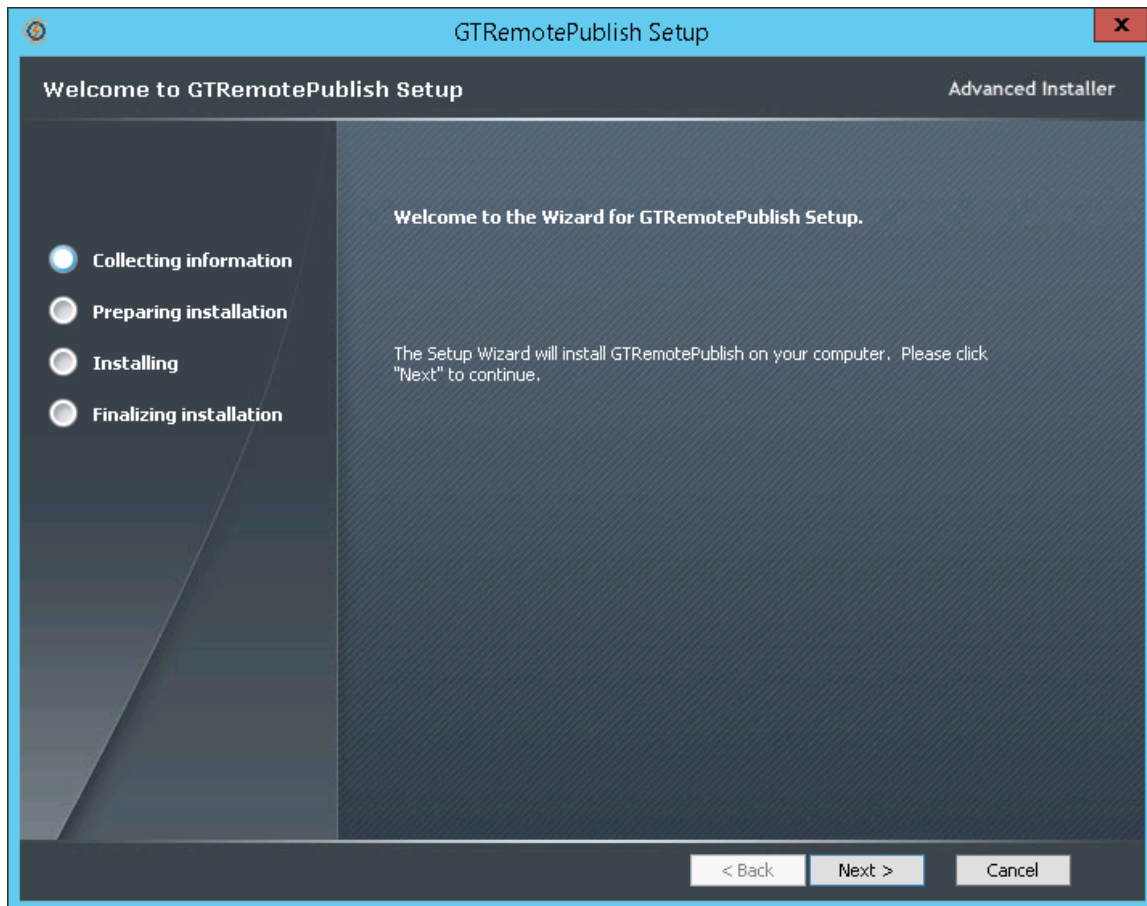 GTRemotePublish Setup
x
Welcome to GTRemotePublish Setup
Advanced Installer
Welcome to the Wizard for GTRemotePublish Setup.
Collecting information
Preparing installation
Installing
Finalizing installation
The Setup Wizard will install GTRemotePublish on your computer. Please click
"Next" to continue.
< Back
Next >
Cancel